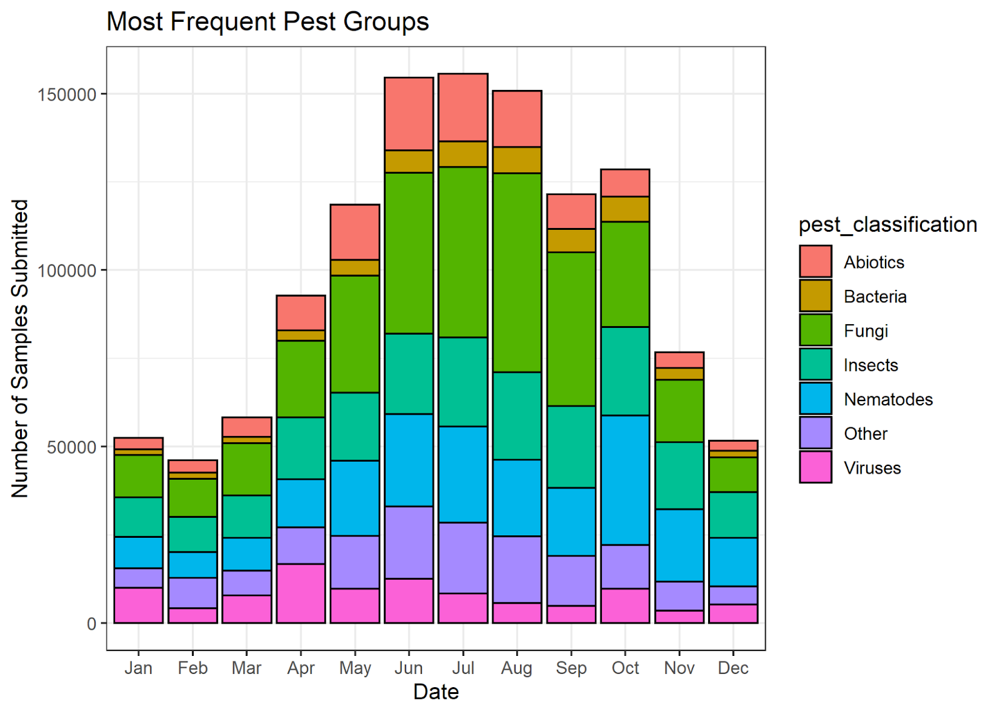 Most Frequent Pest Groups
Number of Samples Submitted
150000
100000
50000
0
Jan Feb Mar Apr May Jun Jul Aug Sep Oct Nov Dec
Date
pest_classification
Abiotics
Bacteria
Fungi
Insects
Nematodes
Other
Viruses